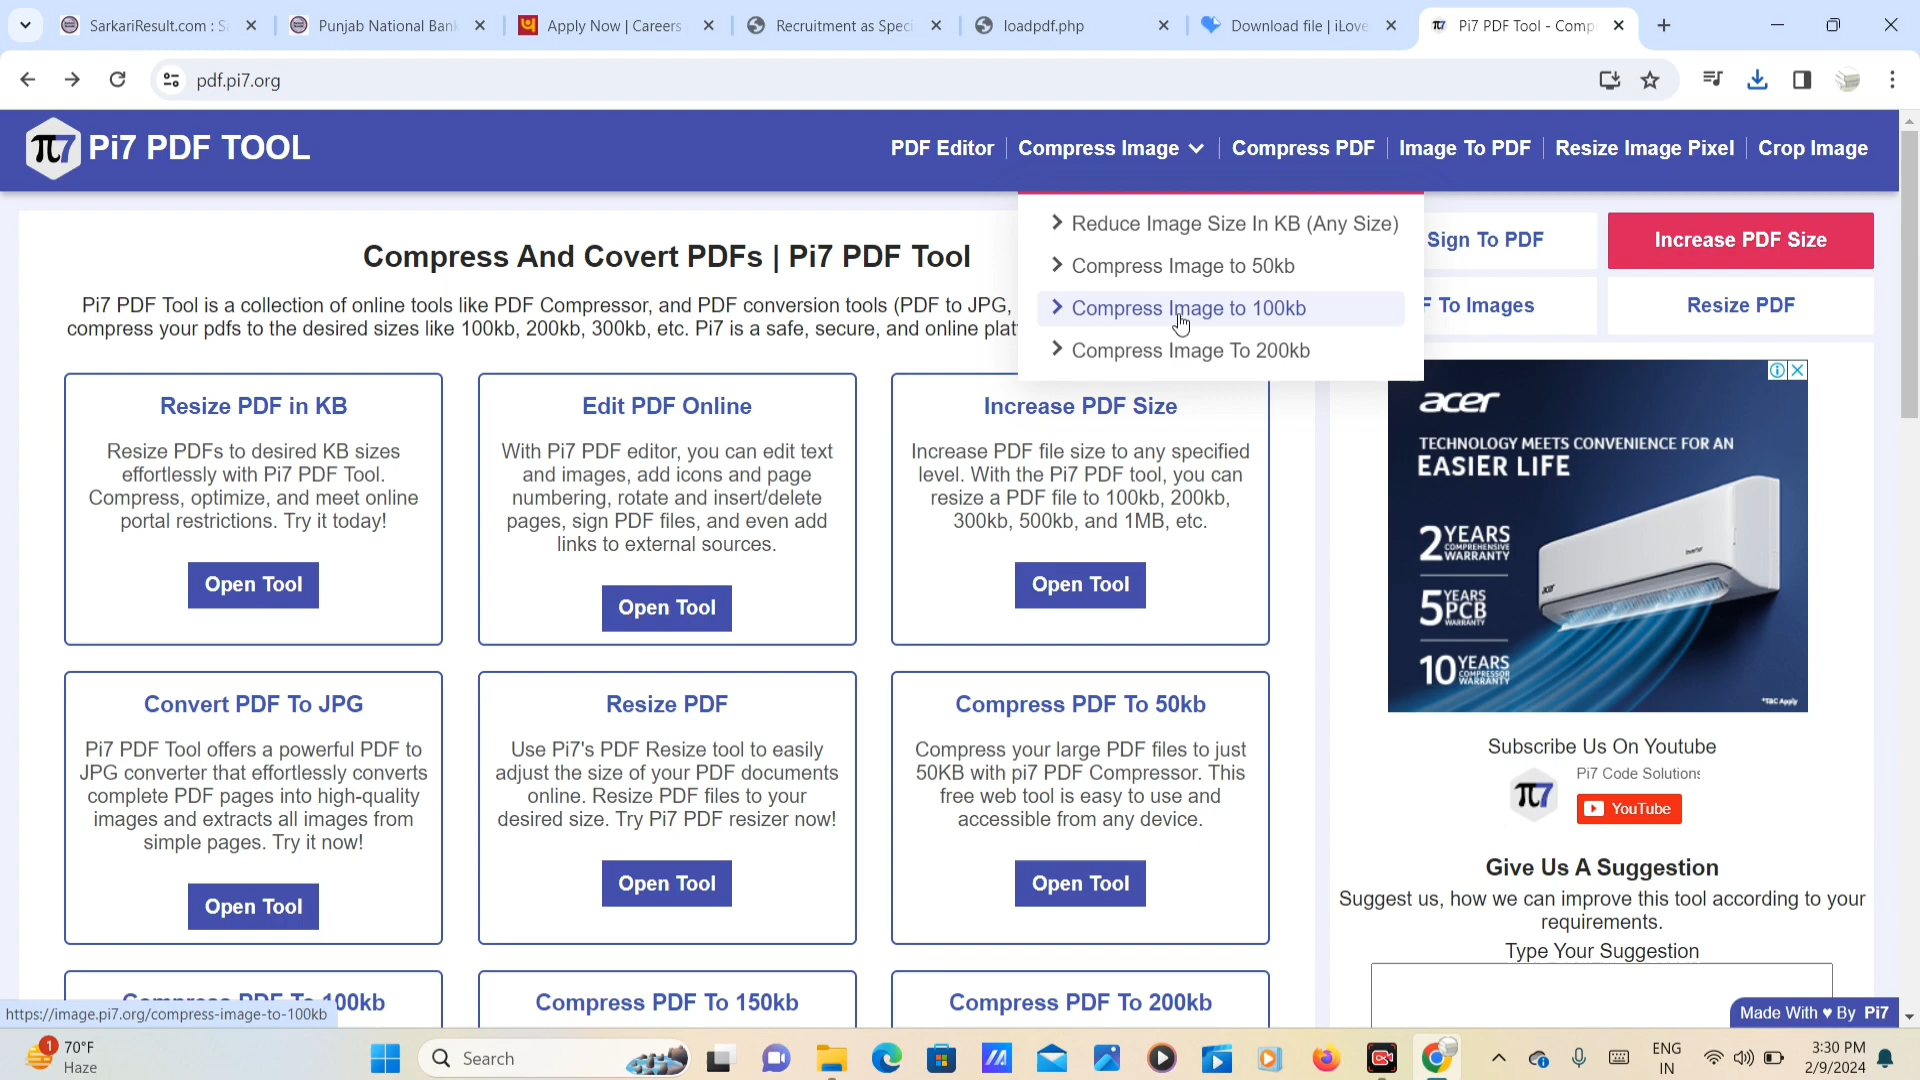 SarkariResult.com : S
Punjab National Bank
Apply Now | Careers
Recruitment as Speci
loadpdf.php
Download file | iLove
Pi7 PDF Tool - Comp
pdf.pi7.org
π7 Pi7 PDF TOOL
PDF Editor
Compress Image
Compress PDF
Image To PDF
Resize Image Pixel
Crop Image
Reduce Image Size In KB (Any Size)
Compress Image to 50kb
Compress Image to 100kb
Compress Image To 200kb
Sign To PDF
Increase PDF Size
To Images
Resize PDF
Compress And Covert PDFs | Pi7 PDF Tool
Pi7 PDF Tool is a collection of online tools like PDF Compressor, and PDF conversion tools (PDF to JPG,
compress your pdfs to the desired sizes like 100kb, 200kb, 300kb, etc. Pi7 is a safe, secure, and online plat
Resize PDF in KB
Resize PDFs to desired KB sizes
effortlessly with Pi7 PDF Tool.
Compress, optimize, and meet online
portal restrictions. Try it today!
Open Tool
Edit PDF Online
With Pi7 PDF editor, you can edit text
and images, add icons and page
numbering, rotate and insert/delete
pages, sign PDF files, and even add
links to external sources.
Open Tool
Increase PDF Size
Increase PDF file size to any specified
level. With the Pi7 PDF tool, you can
resize a PDF file to 100kb, 200kb,
300kb, 500kb, and 1MB, etc.
Open Tool
Convert PDF To JPG
Pi7 PDF Tool offers a powerful PDF to
JPG converter that effortlessly converts
complete PDF pages into high-quality
images and extracts all images from
simple pages. Try it now!
Open Tool
Resize PDF
Use Pi7's PDF Resize tool to easily
adjust the size of your PDF documents
online. Resize PDF files to your
desired size. Try Pi7 PDF resizer now!
Open Tool
Compress PDF To 50kb
Compress your large PDF files to just
50KB with pi7 PDF Compressor. This
free web tool is easy to use and
accessible from any device.
Open Tool
Compress PDF To 100kb
Compress PDF To 150kb
Compress PDF To 200kb
acer
TECHNOLOGY MEETS CONVENIENCE FOR AN
EASIER LIFE
2 YEARS
COMPREHENSIVE
WARRANTY
5 YEARS
PCB
WARRANTY
10 YEARS
COMPRESSOR
WARRANTY
*T&C Apply
Subscribe Us On Youtube
π7
Pi7 Code Solutions
YouTube
Give Us A Suggestion
Suggest us, how we can improve this tool according to your
requirements.
Type Your Suggestion
Made With ♥ By Pi7
https://image.pi7.org/compress-image-to-100kb
1
70°F
Haze
Search
ENG
IN
3:30 PM
2/9/2024